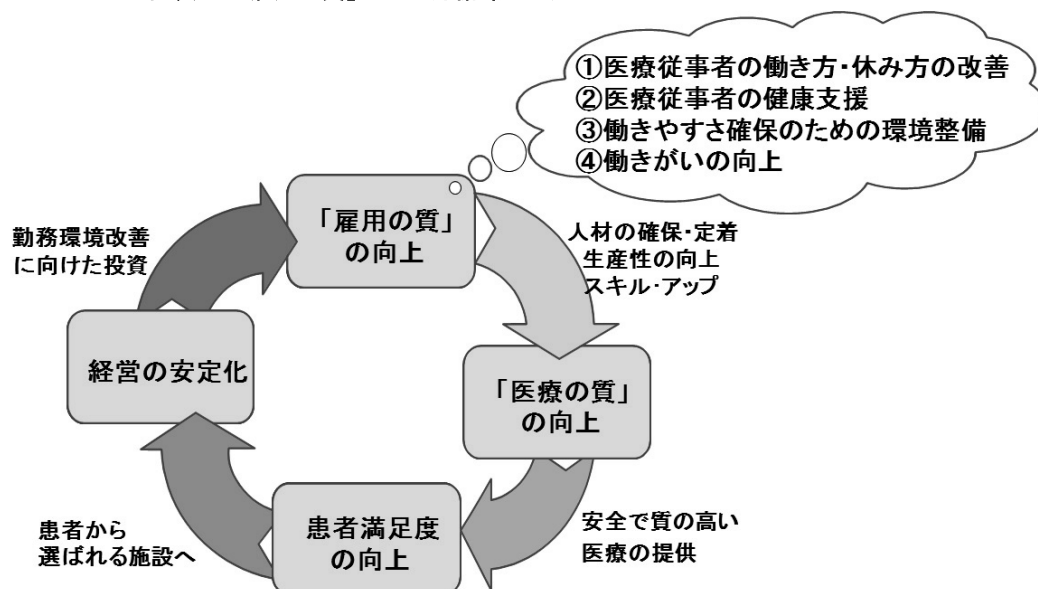 ①医療従事者の働き方・休み方の改善
②医療従事者の健康支援
③働きやすさ確保のための環境整備
④働きがいの向上
「雇用の質」
の向上
人材の確保・定着
生産性の向上
スキル・アップ
「医療の質」
の向上
安全で質の高い
医療の提供
患者満足度
の向上
患者から
選ばれる施設へ
経営の安定化
勤務環境改善
に向けた投資